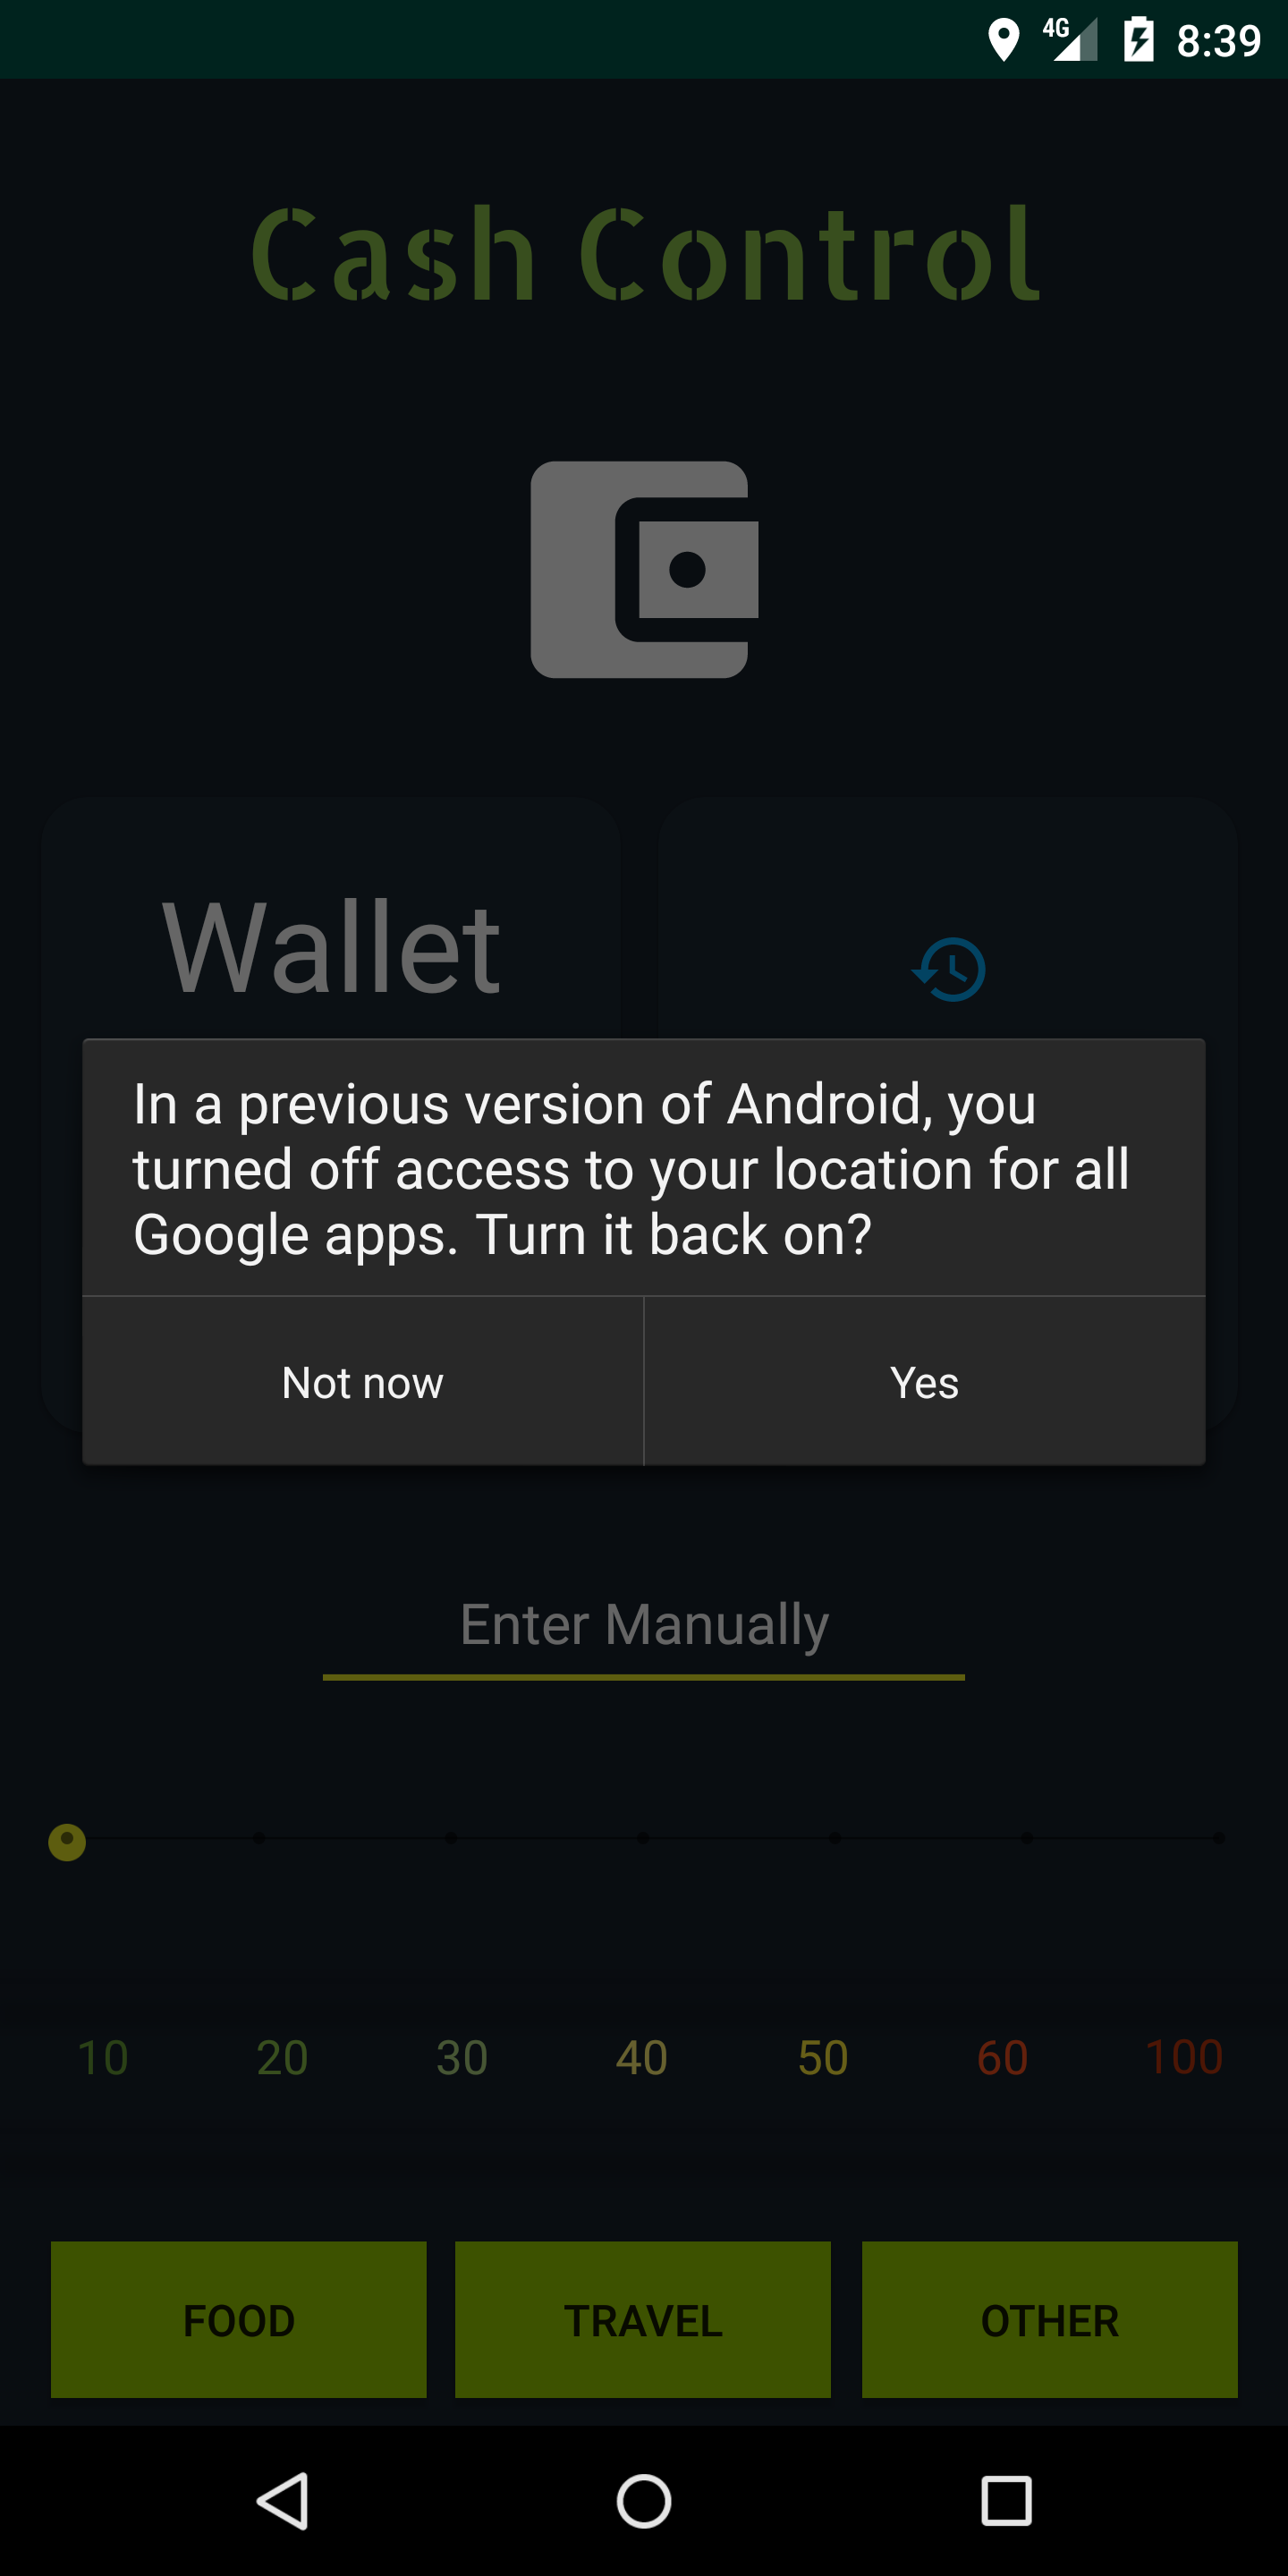 4G 8:39
Cash Control
Wallet
In a previous version of Android, you
turned off access to your location for all
Google apps. Turn it back on?
Not now Yes
Enter Manually
10 20 30 40 50 60 100
FOOD TRAVEL OTHER